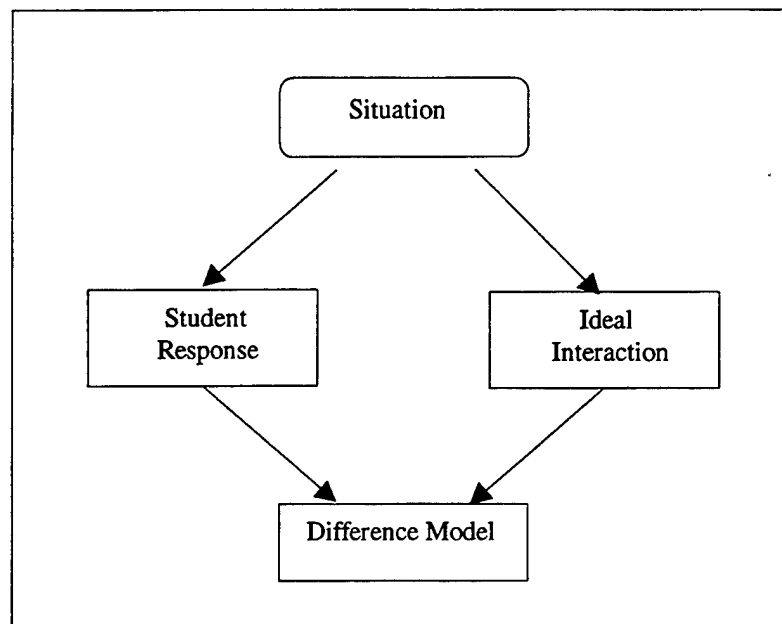 Situation
Student
Response
Ideal
Interaction
Difference Model